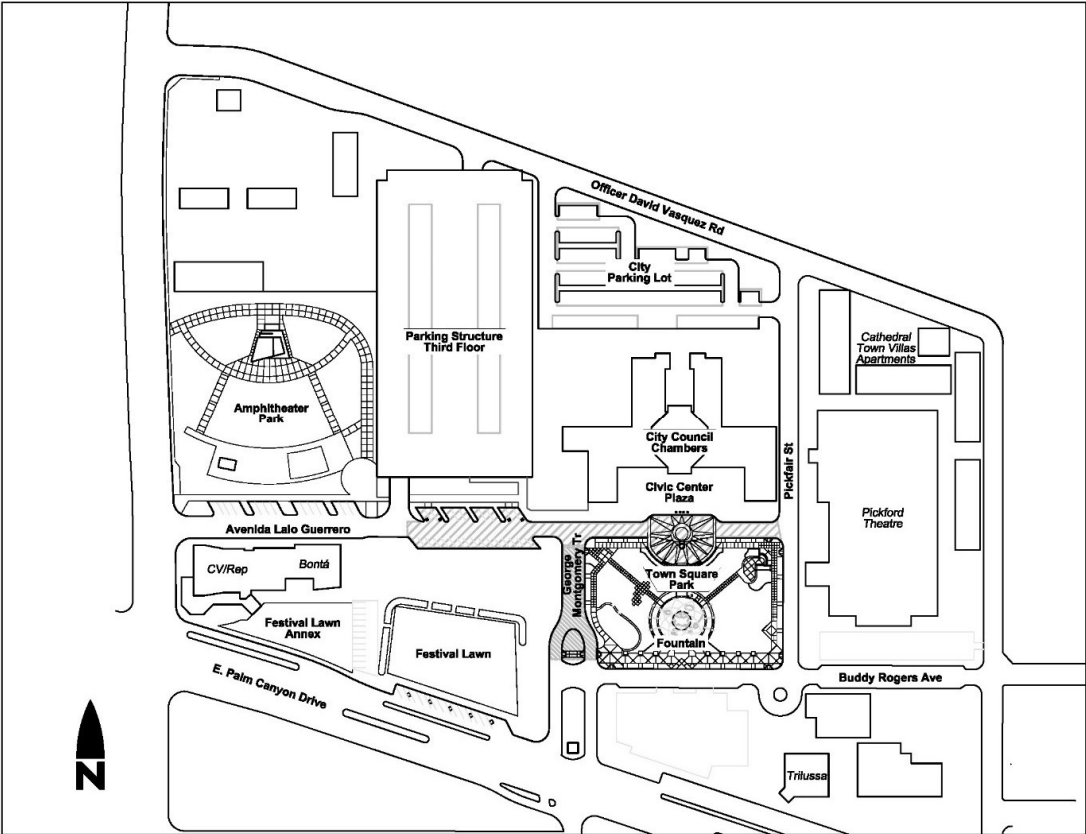 Officer David Vasquez Rd
City
Parking Lot
Parking Structure
Third Floor
Cathedral
Town Villas
Apartments
Amphitheater
Park
City Council
Chambers
Pickfair St
Civic Center
Plaza
Pickford
Theatre
Avenida Lalo Guerrero
George
Montgomery Tr
CV/Rep
Bontá
Town Square
Park
Festival Lawn
Annex
Festival Lawn
Fountain
E. Palm Canyon Drive
Buddy Rogers Ave
N
Trilussa